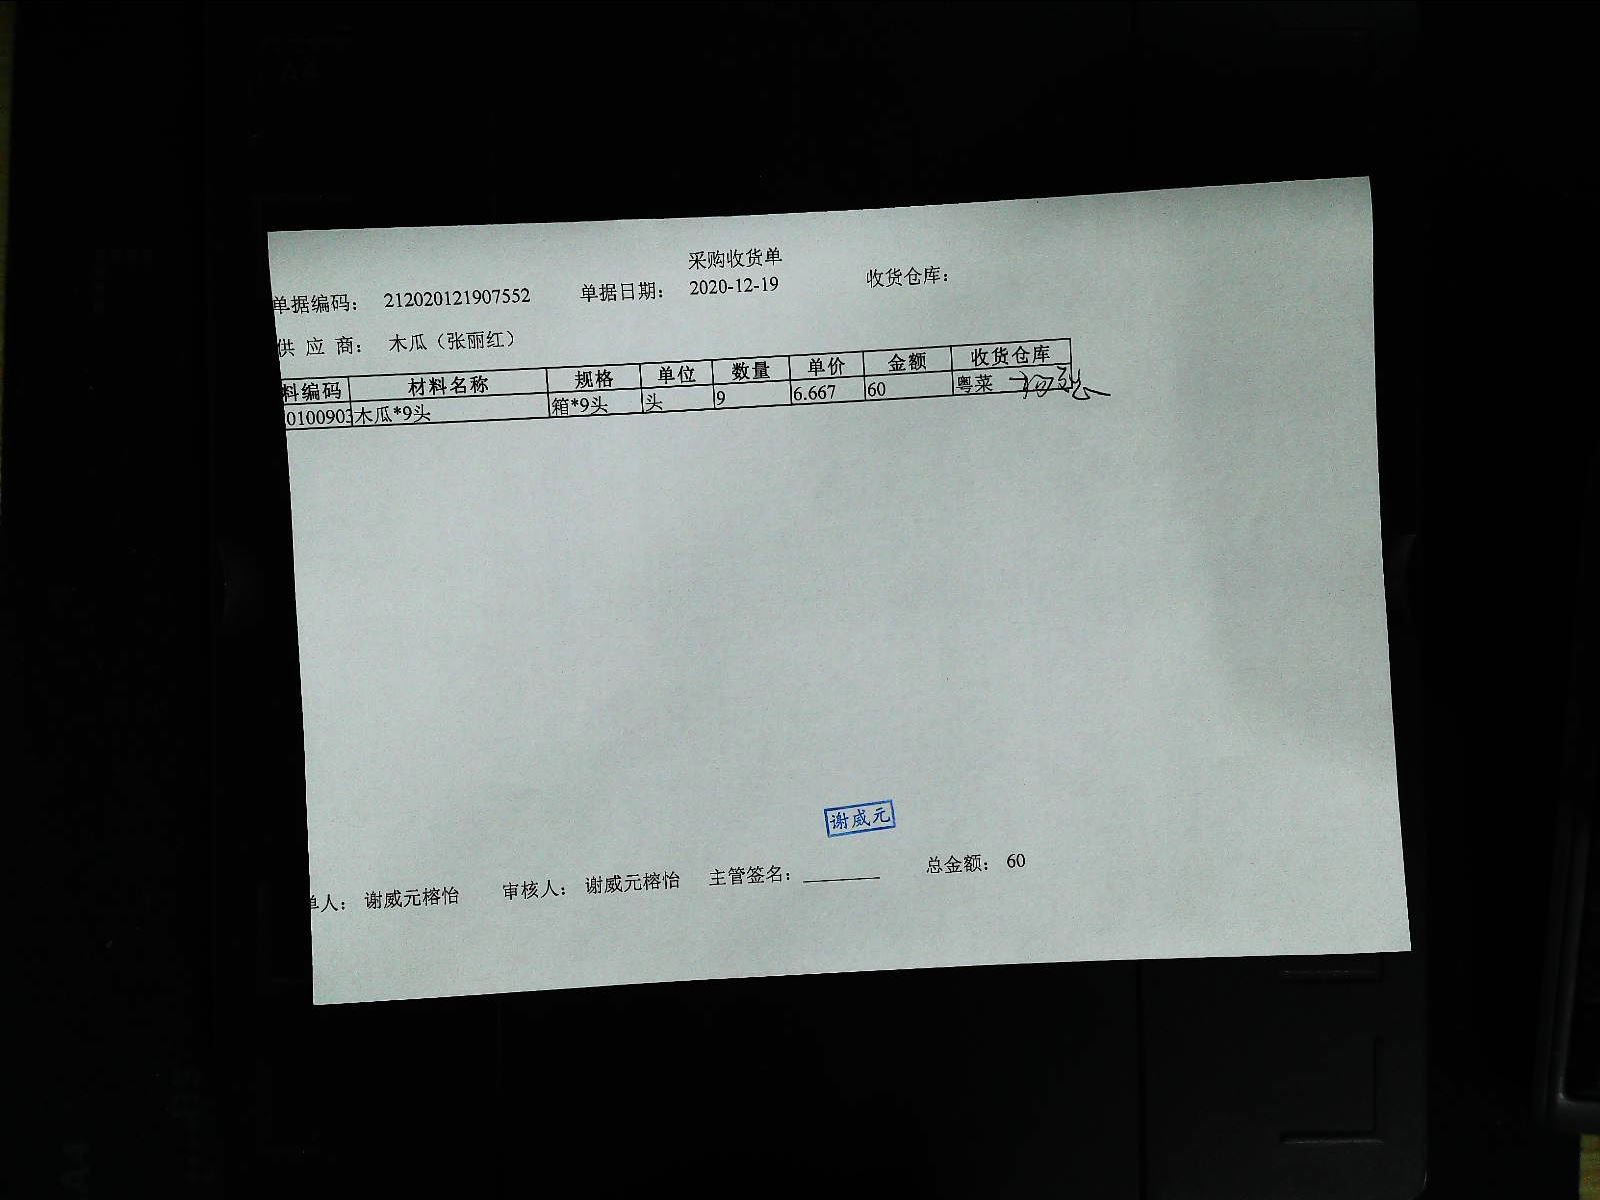 采购收货单
单据编码： 212020121907552 单据日期： 2020-12-19 收货仓库：
供 应 商： 木瓜（张丽红）
料编码 材料名称 规格 单位 数量 单价 金额 收货仓库
0100903 木瓜*9头 箱*9头 头 9 6.667 60 粤菜
谢威元
单人： 谢威元榕怡 审核人： 谢威元榕怡 主管签名：________ 总金额： 60